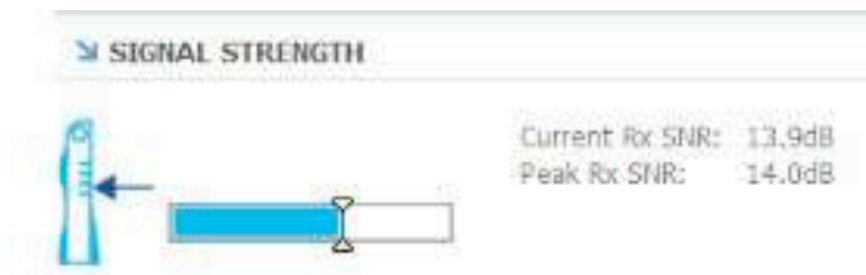 SIGNAL STRENGTH
Current Rx SNR: 13.9dB
Peak Rx SNR: 14.0dB